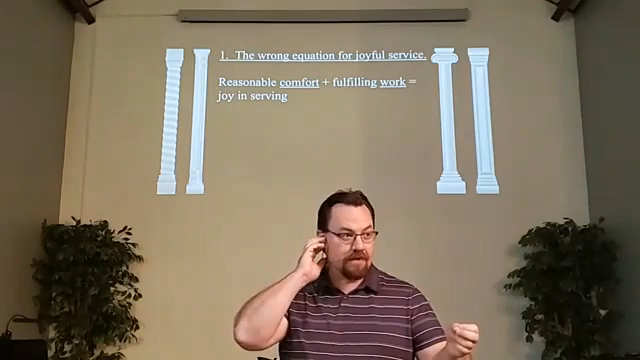 1. The wrong equation for joyful service.
Reasonable comfort + fulfilling work =
joy in serving